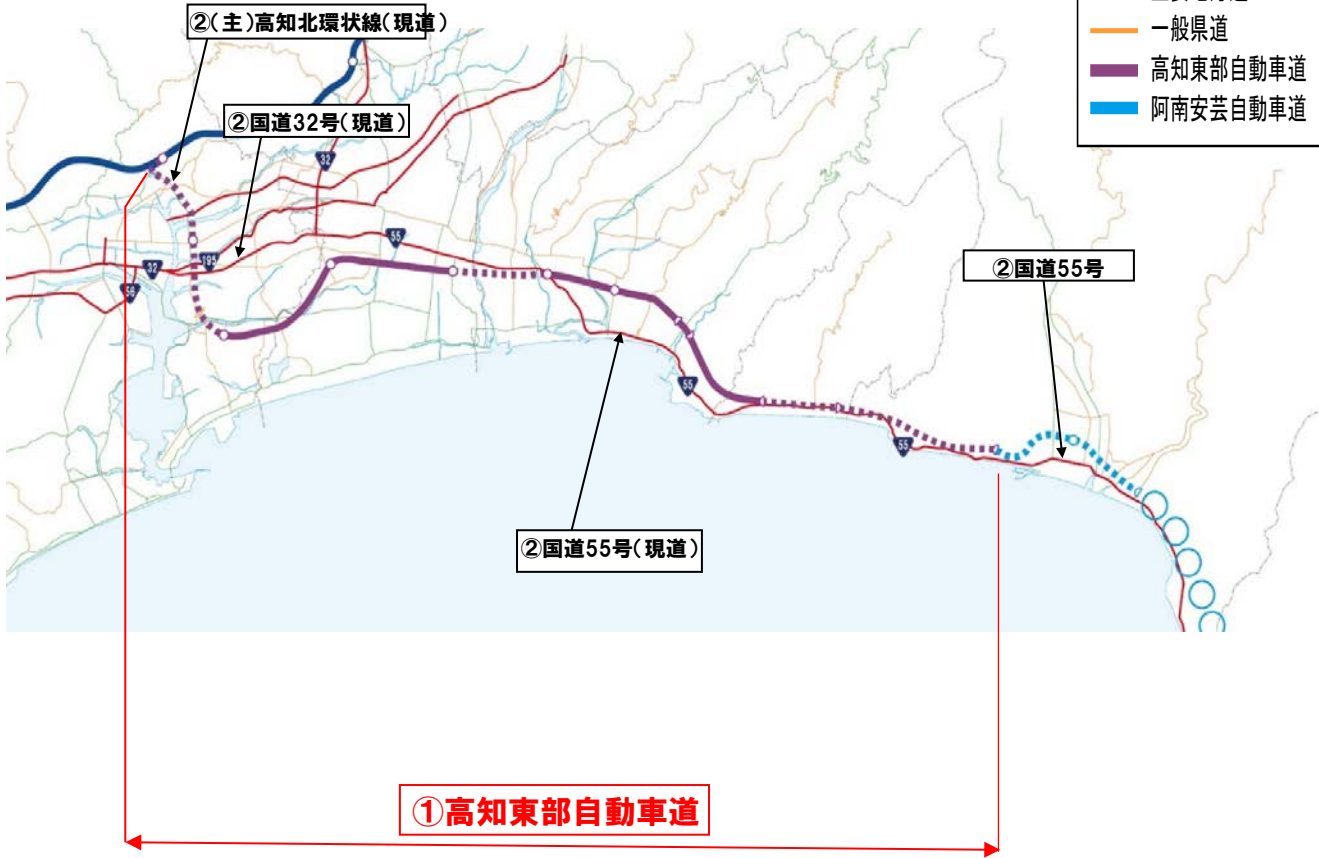 ②(主)高知北環状線(現道)
一般県道
高知東部自動車道
阿南安芸自動車道
②国道32号(現道)
32
55
195
32
56
②国道55号
55
55
②国道55号(現道)
①高知東部自動車道